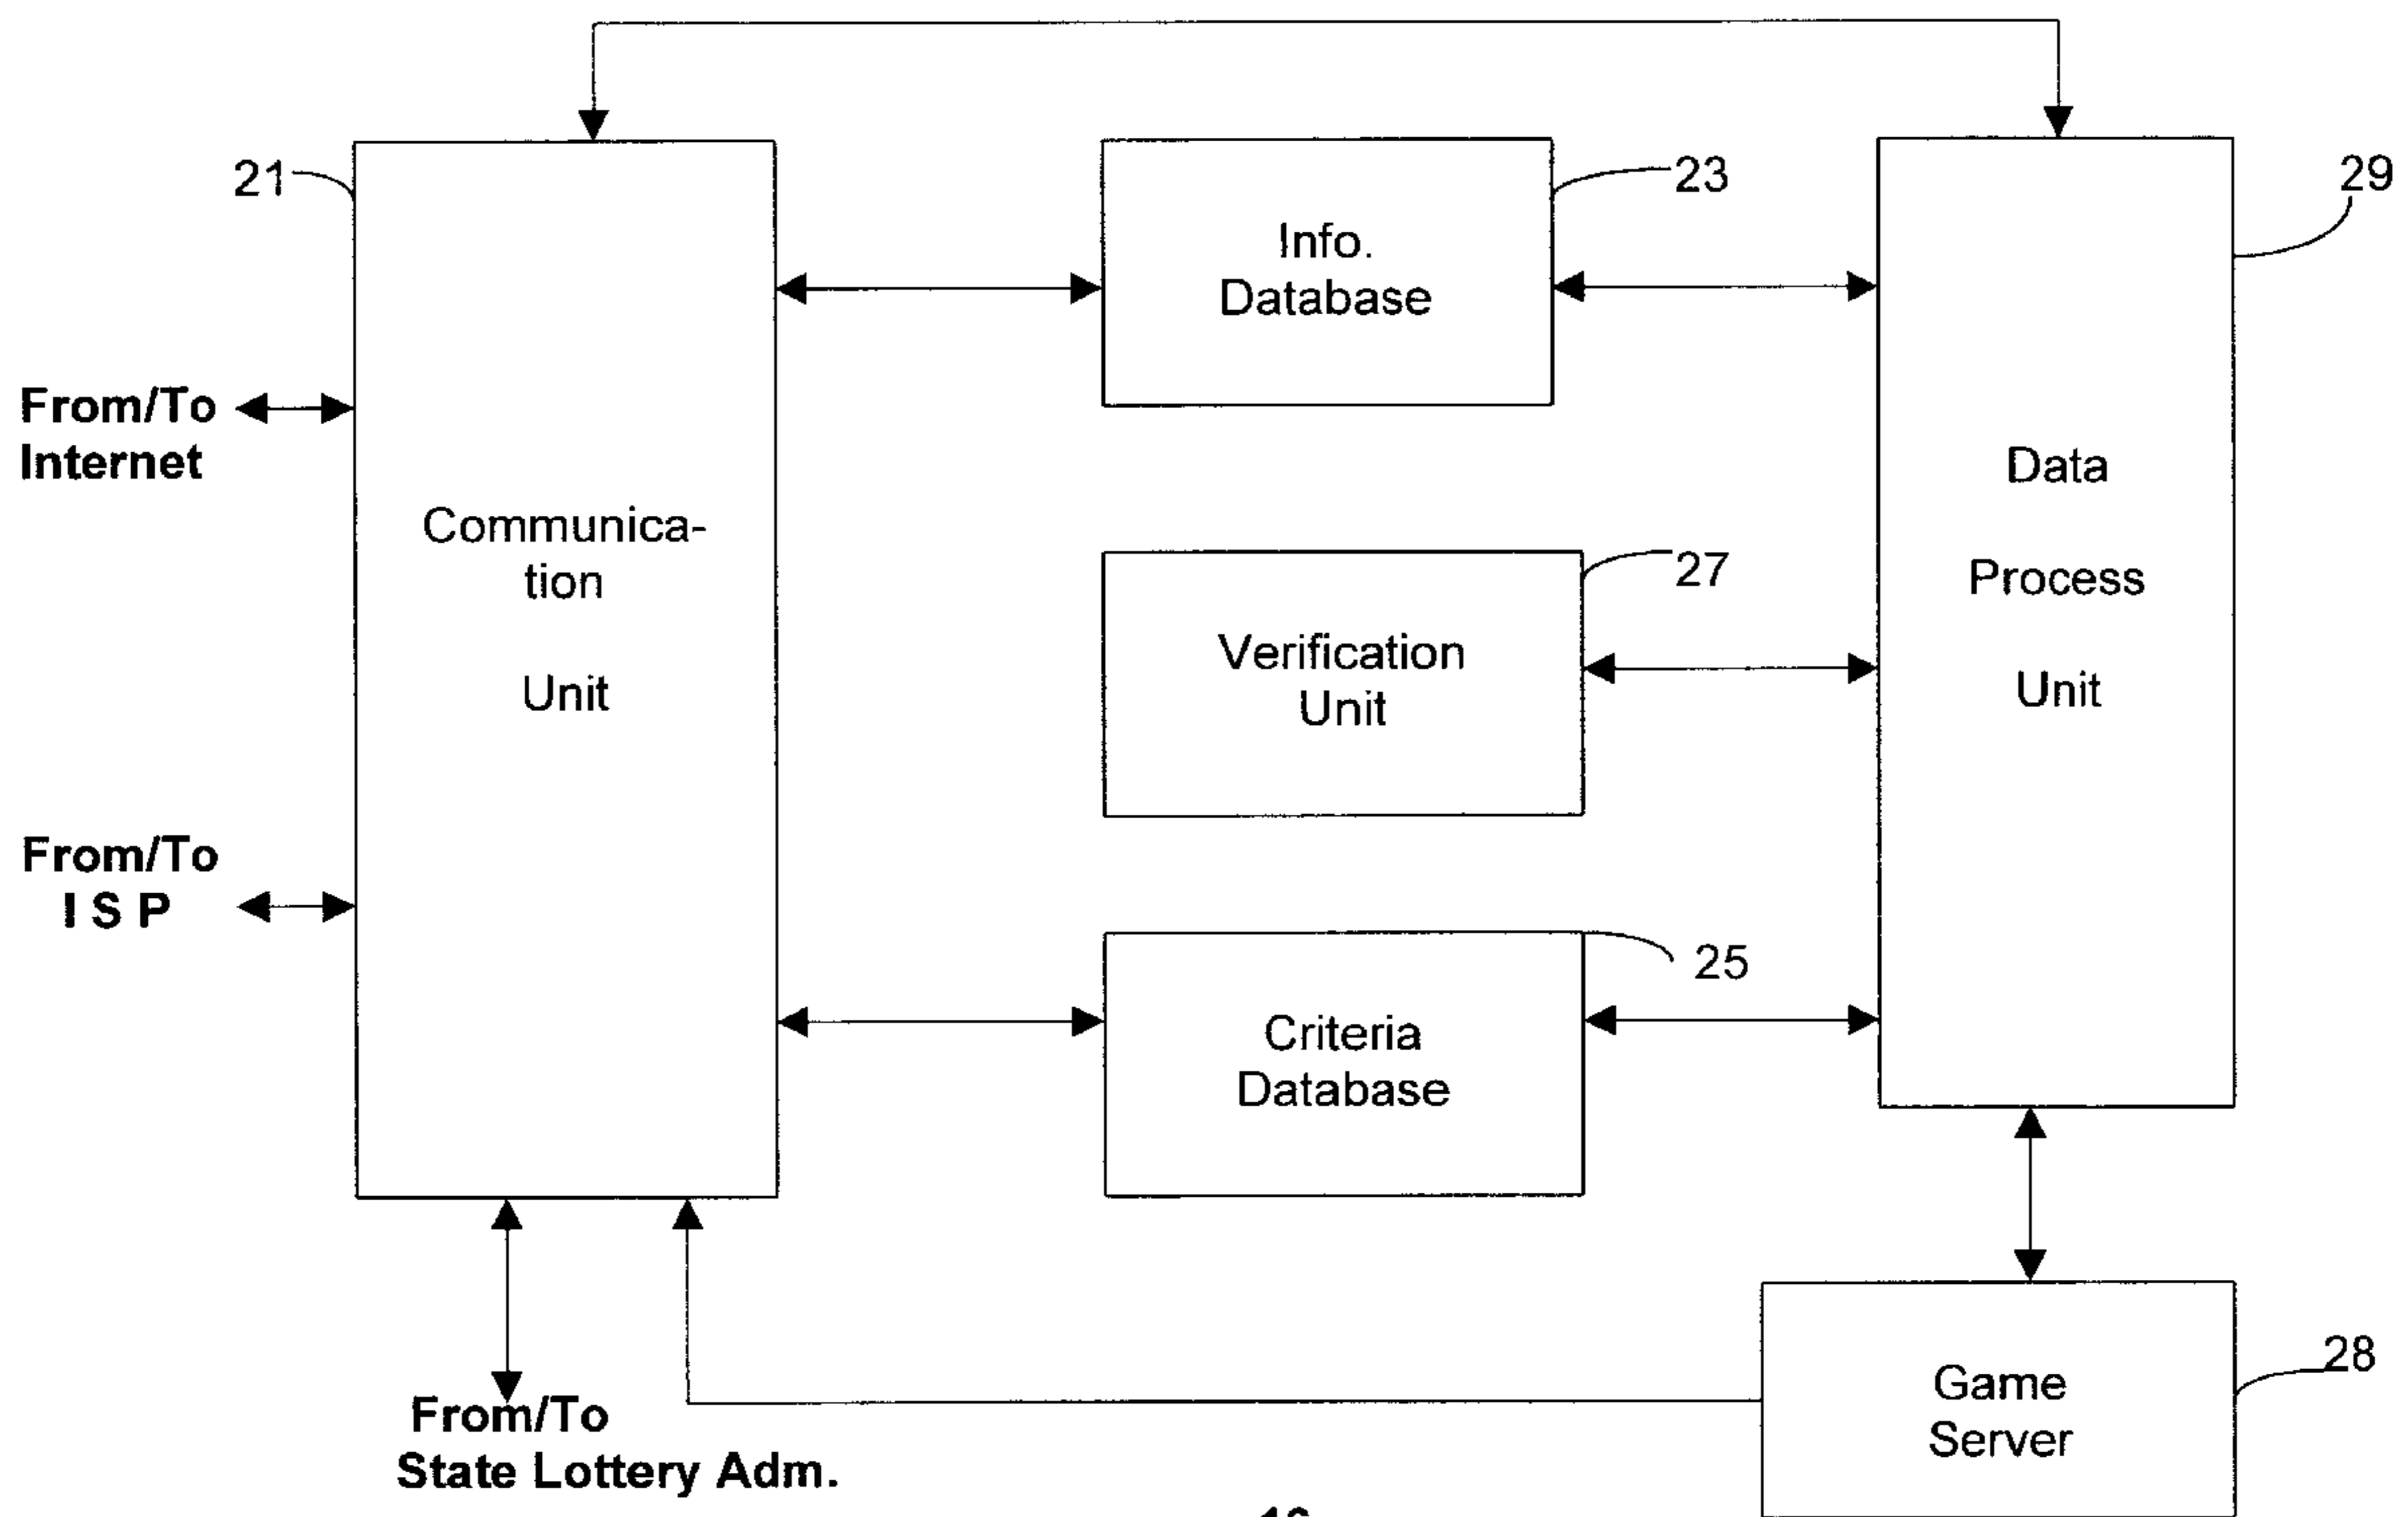 21
23
29
Info.
Database
From/To
Internet
Data
Process
Unit
Communica-
tion
Unit
27
Verification
Unit
From/To
I S P
25
Criteria
Database
From/To
State Lottery Adm.
28
Game
Server